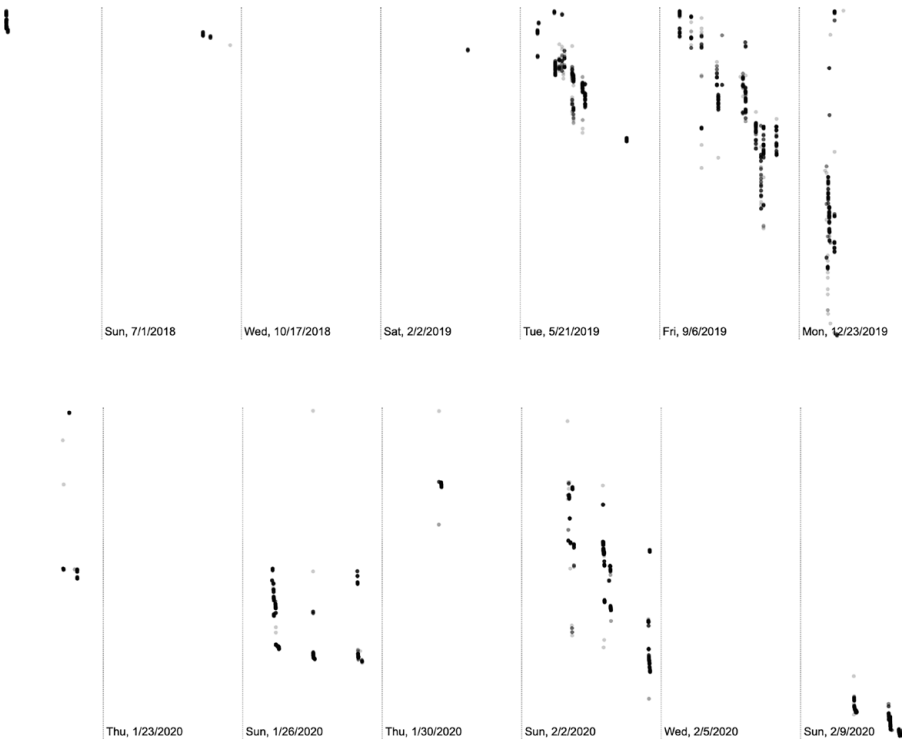 Sun, 7/1/2018 Wed, 10/17/2018 Sat, 2/2/2019 Tue, 5/21/2019 Fri, 9/6/2019 Mon, 12/23/2019
Thu, 1/23/2020 Sun, 1/26/2020 Thu, 1/30/2020 Sun, 2/2/2020 Wed, 2/5/2020 Sun, 2/9/2020